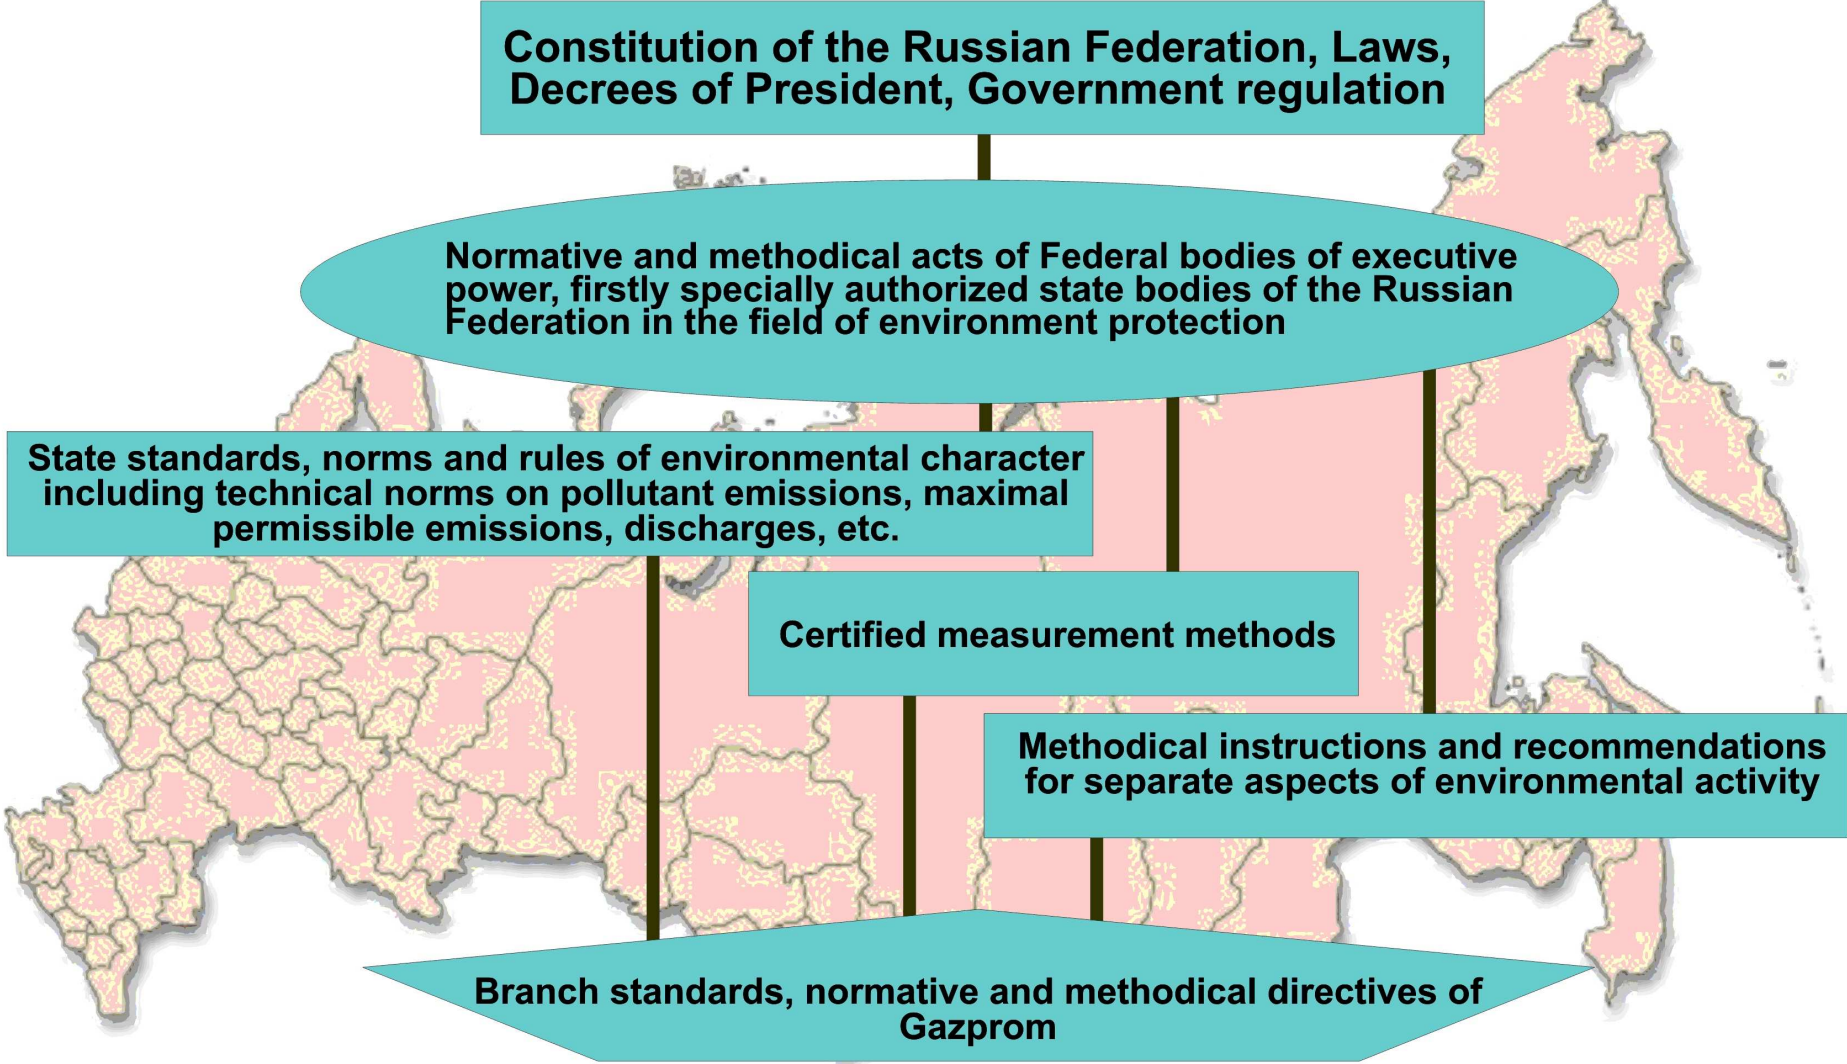 Constitution of the Russian Federation, Laws,
Decrees of President, Government regulation
Normative and methodical acts of Federal bodies of executive
power, firstly specially authorized state bodies of the Russian
Federation in the field of environment protection
State standards, norms and rules of environmental character
including technical norms on pollutant emissions, maximal
permissible emissions, discharges, etc.
Certified measurement methods
Methodical instructions and recommendations
for separate aspects of environmental activity
Branch standards, normative and methodical directives of
Gazprom